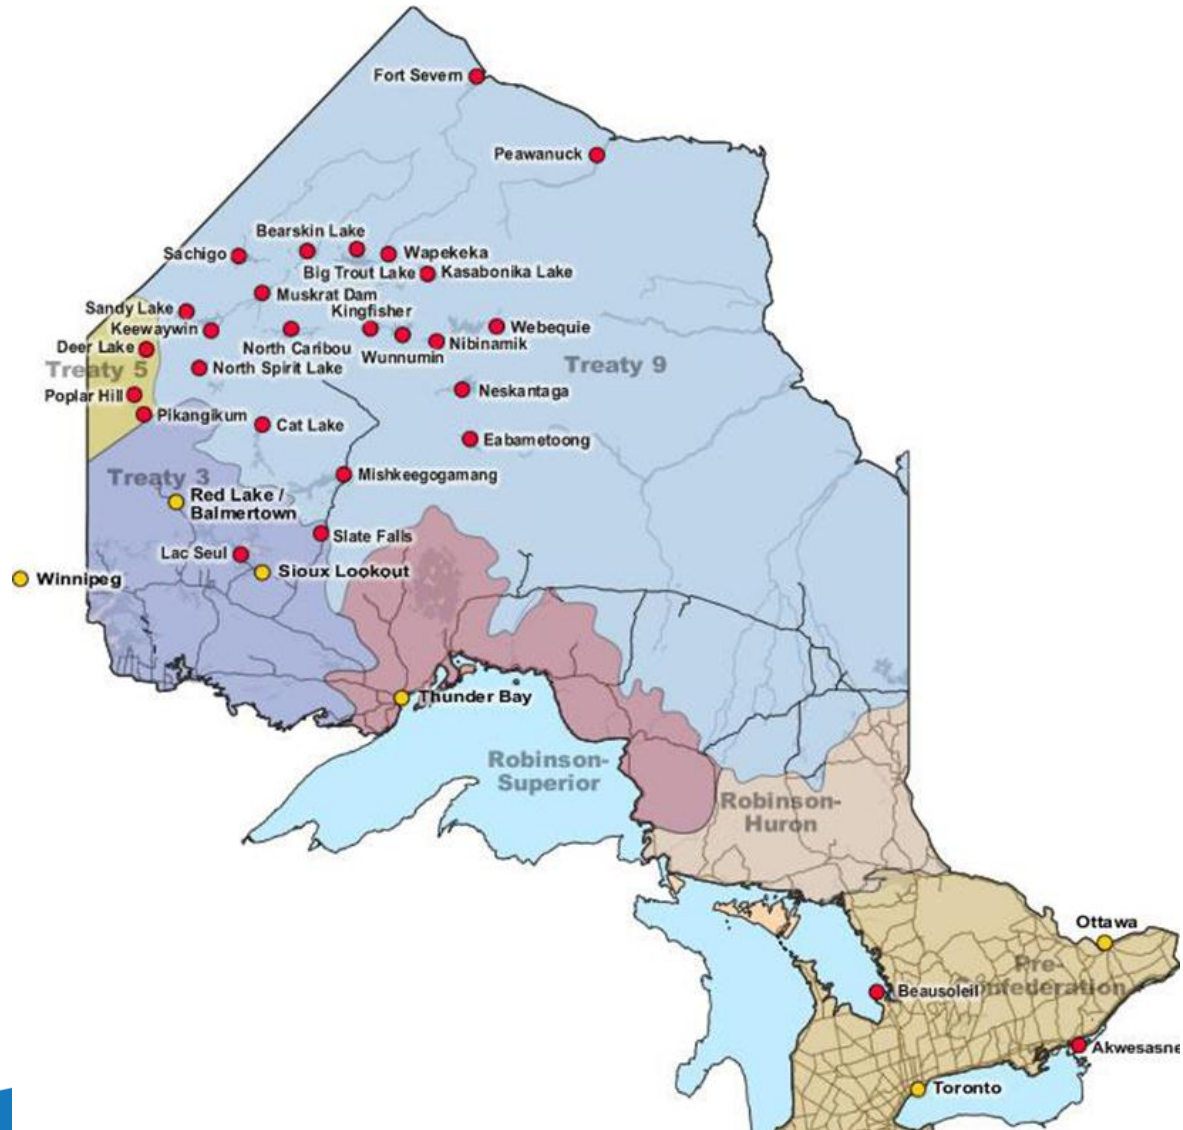 Fort Severn
Peawanuck
Bearskin Lake
Sachigo
Wapekeka
Big Trout Lake
Kasabonika Lake
Muskrat Dam
Sandy Lake
Kingfisher
Keewaywin
Webequie
Deer Lake
North Caribou
Nibinamik
Wunnumin
Treaty 9
Treaty 5
North Spirit Lake
Neskantaga
Poplar Hill
Pikangikum
Cat Lake
Eabametoong
Treaty 3
Mishkeegogamang
Red Lake /
Balmertown
Slate Falls
Lac Seul
Sioux Lookout
Winnipeg
Thunder Bay
Robinson-
Superior
Robinson-
Huron
Ottawa
Pre-
Confederation
Beausoleil
Akwesasne
Toronto